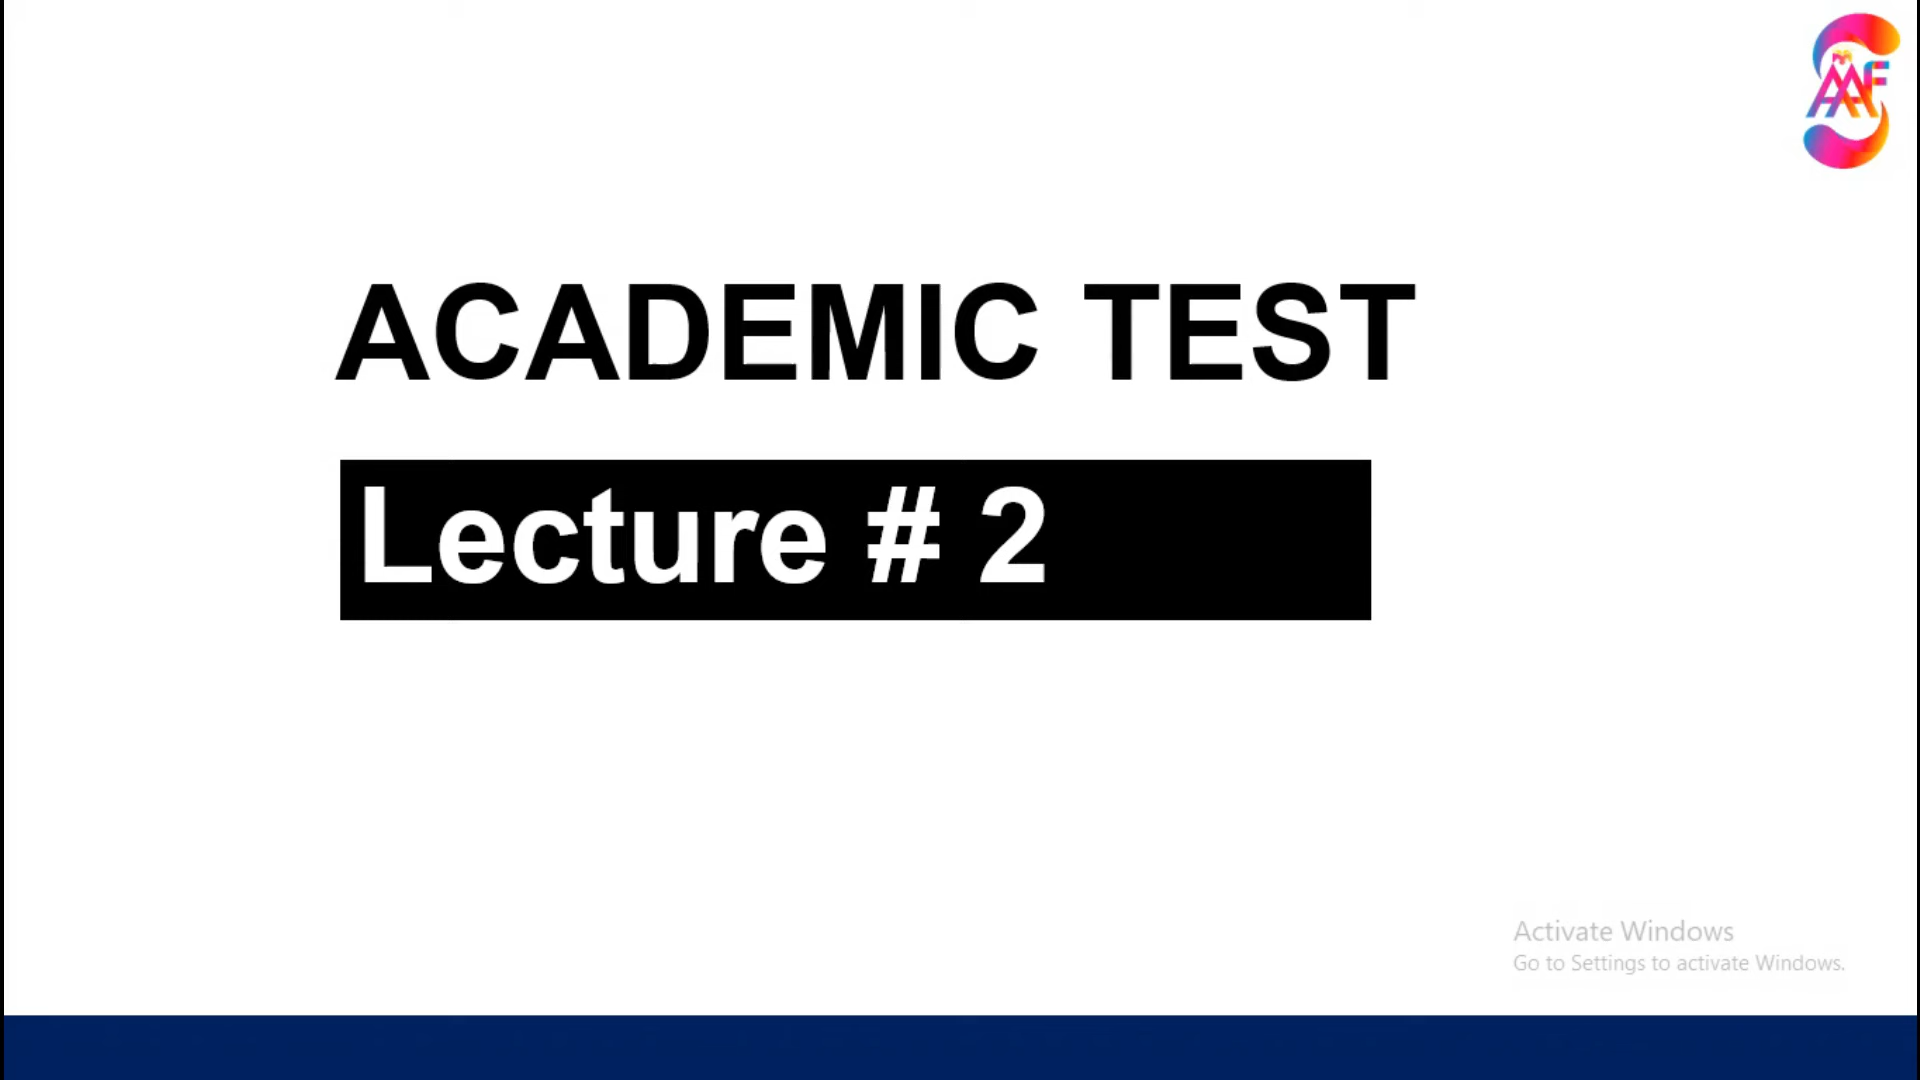 ACADEMIC TEST
Lecture # 2
Activate Windows
Go to Settings to activate Windows.